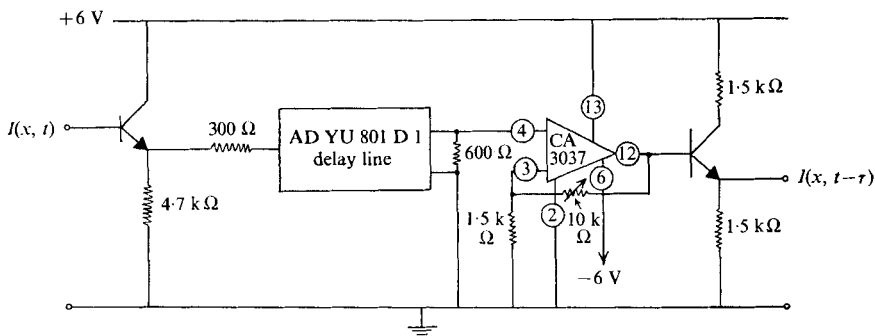 +6 V
I(x, t)
300 Ω
4·7 kΩ
AD YU 801 D 1
delay line
600 Ω
4
3
CA
3037
13
12
6
2
1·5 k
Ω
10 k
Ω
−6 V
1·5 kΩ
I(x, t−τ)
1·5 kΩ